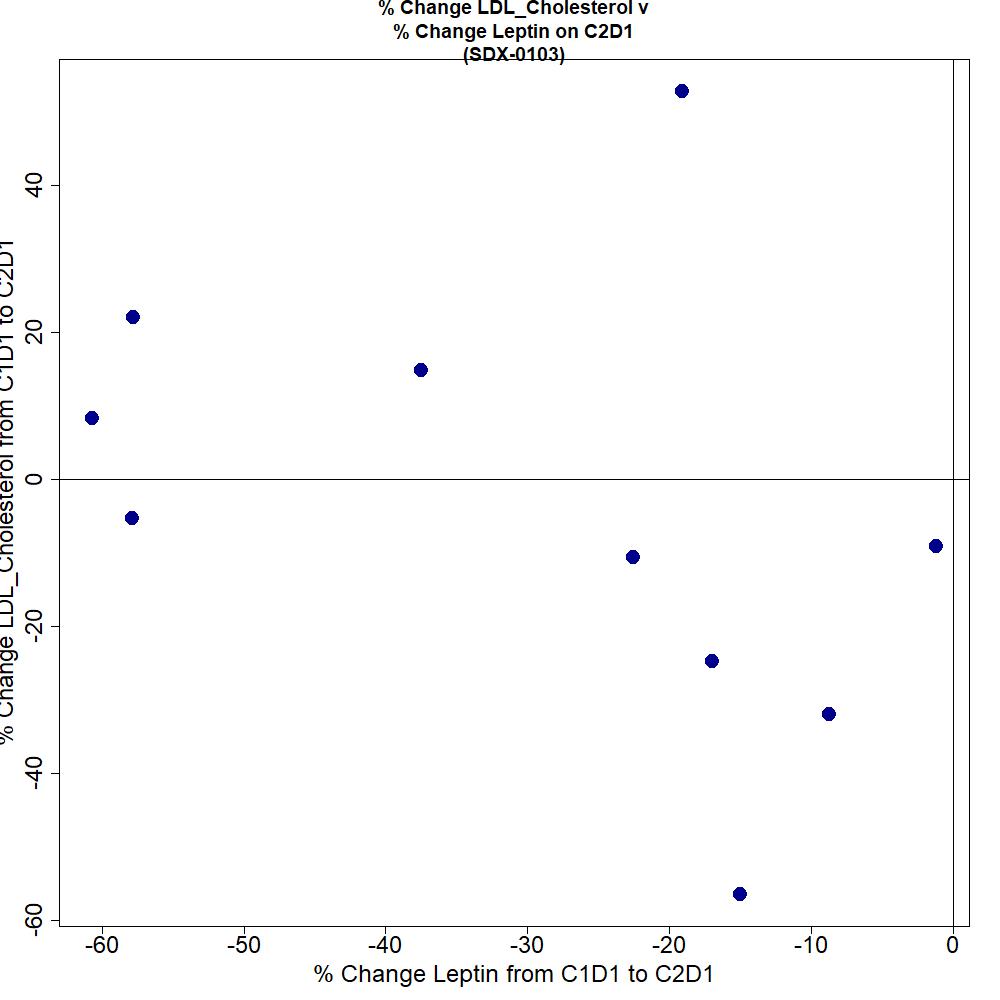 % Change LDL_Cholesterol v
% Change Leptin on C2D1
(SDX-0103)
% Change LDL_Cholesterol from C1D1 to C2D1
40
20
0
-20
-40
-60
-60
-50
-40
-30
-20
-10
0
% Change Leptin from C1D1 to C2D1